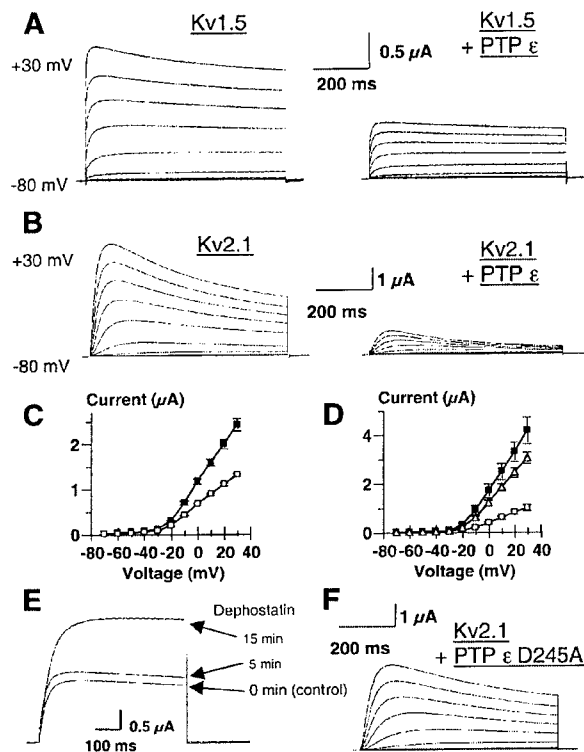 A
Kv1.5
Kv1.5
+ PTP ε
+30 mV
0.5 μA
200 ms
-80 mV
B
Kv2.1
Kv2.1
+ PTP ε
+30 mV
1 μA
200 ms
-80 mV
C
Current (μA)
2
1
0
-80 -60 -40 -20 0 20 40
Voltage (mV)
D
Current (μA)
4
2
0
-80 -60 -40 -20 0 20 40
Voltage (mV)
E
Dephostatin
15 min
5 min
0 min (control)
0.5 μA
100 ms
F
1 μA
200 ms
Kv2.1
+ PTP ε D245A